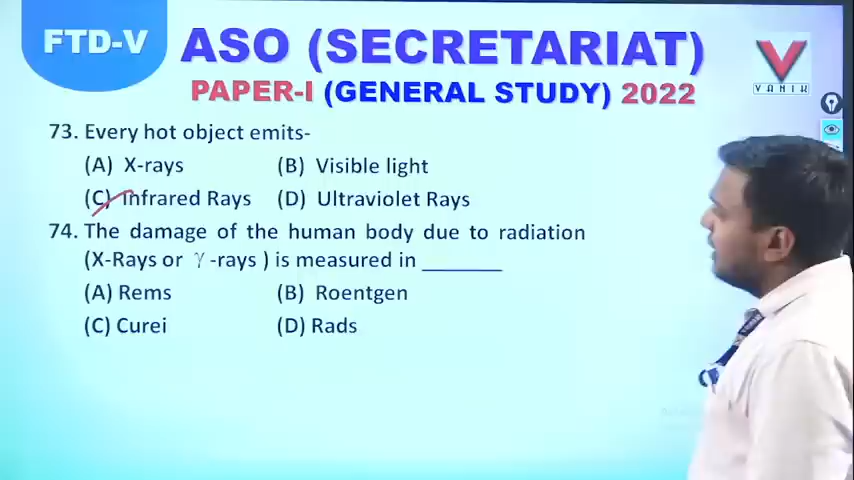 FTD-V
ASO (SECRETARIAT)
PAPER-I (GENERAL STUDY) 2022
VANIK
73. Every hot object emits-
(A) X-rays (B) Visible light
(C) Infrared Rays (D) Ultraviolet Rays
74. The damage of the human body due to radiation
(X-Rays or γ -rays ) is measured in _______
(A) Rems (B) Roentgen
(C) Curei (D) Rads